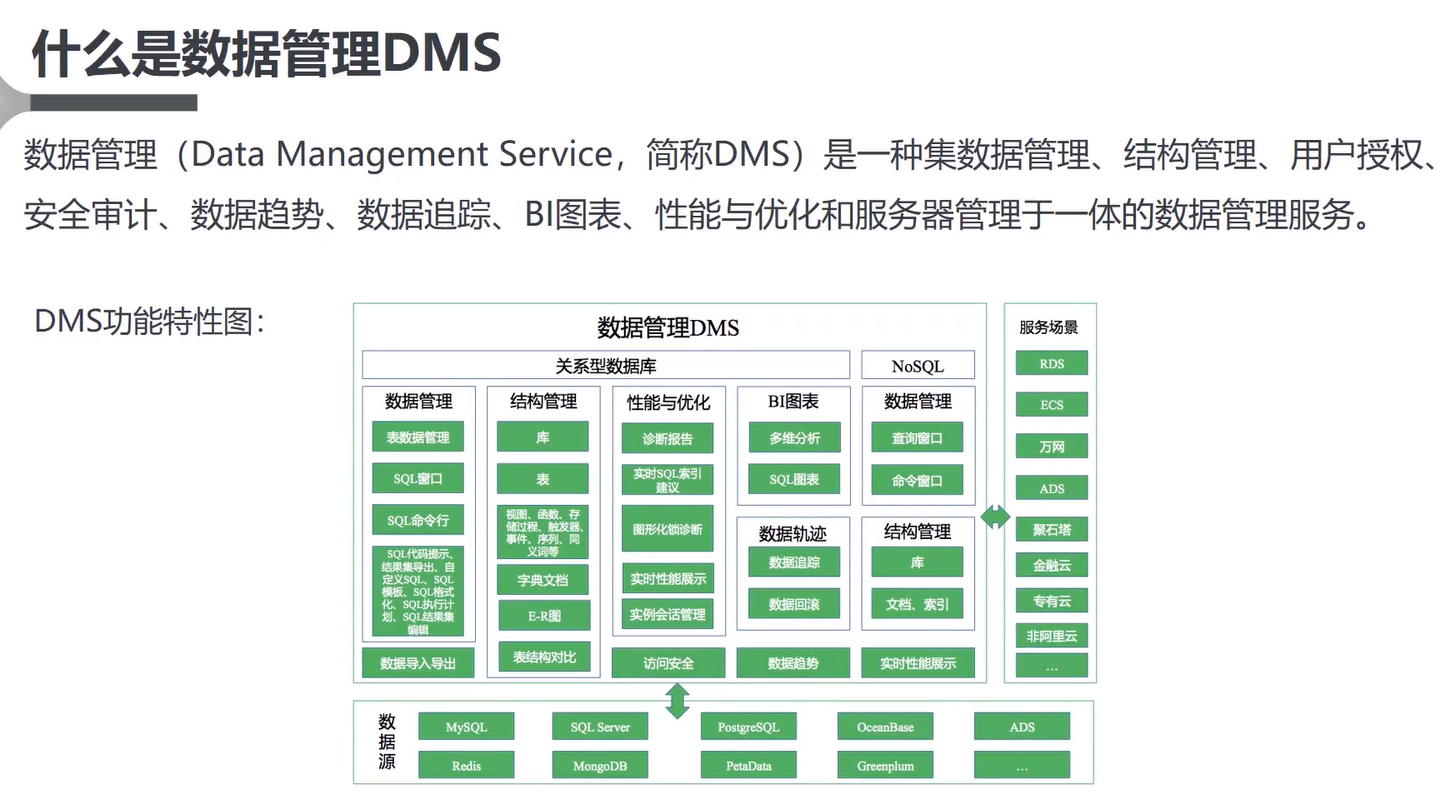 什么是数据管理DMS
数据管理（Data Management Service，简称DMS）是一种集数据管理、结构管理、用户授权、
安全审计、数据趋势、数据追踪、BI图表、性能与优化和服务器管理于一体的数据管理服务。
DMS功能特性图：
数据管理DMS
关系型数据库
NoSQL
数据管理
表数据管理
SQL窗口
SQL命令行
SQL代码提示、
结果集导出、自
定义SQL、SQL
模板、SQL格式
化、SQL执行计
划、SQL结果集
编辑
数据导入导出
结构管理
库
表
视图、函数、存
储过程、触发器、
事件、序列、同
义词等
字典文档
E-R图
表结构对比
性能与优化
诊断报告
实时SQL索引
建议
图形化锁诊断
实时性能展示
实例会话管理
访问安全
BI图表
多维分析
SQL图表
数据轨迹
数据追踪
数据回滚
数据趋势
数据管理
查询窗口
命令窗口
结构管理
库
文档、索引
实时性能展示
服务场景
RDS
ECS
万网
ADS
聚石塔
金融云
专有云
非阿里云
...
数
据
源
MySQL
SQL Server
PostgreSQL
OceanBase
ADS
Redis
MongoDB
PetaData
Greenplum
...